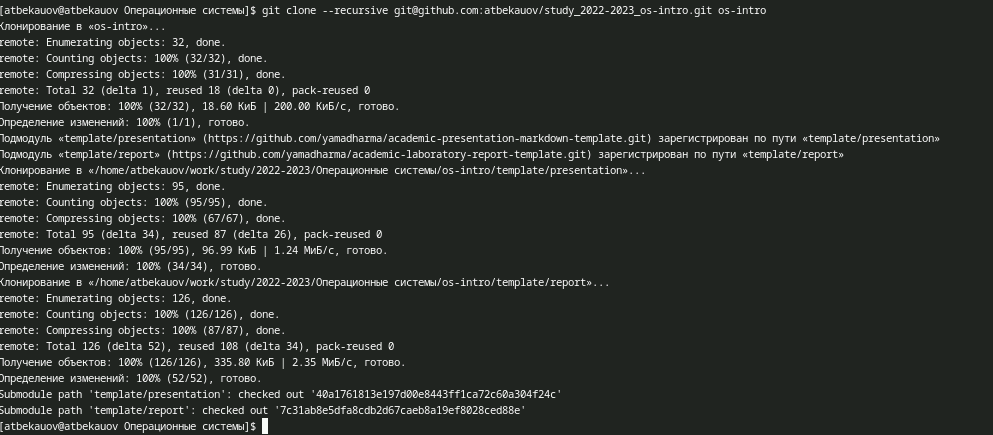 [atbekauov@atbekauov Операционные системы]$ git clone --recursive git@github.com:atbekauov/study_2022-2023_os-intro.git os-intro
Клонирование в «os-intro»...
remote: Enumerating objects: 32, done.
remote: Counting objects: 100% (32/32), done.
remote: Compressing objects: 100% (31/31), done.
remote: Total 32 (delta 1), reused 18 (delta 0), pack-reused 0
Получение объектов: 100% (32/32), 18.60 КиБ | 200.00 КиБ/с, готово.
Определение изменений: 100% (1/1), готово.
Подмодуль «template/presentation» (https://github.com/yamadharma/academic-presentation-markdown-template.git) зарегистрирован по пути «template/presentation»
Подмодуль «template/report» (https://github.com/yamadharma/academic-laboratory-report-template.git) зарегистрирован по пути «template/report»
Клонирование в «/home/atbekauov/work/study/2022-2023/Операционные системы/os-intro/template/presentation»...
remote: Enumerating objects: 95, done.
remote: Counting objects: 100% (95/95), done.
remote: Compressing objects: 100% (67/67), done.
remote: Total 95 (delta 34), reused 87 (delta 26), pack-reused 0
Получение объектов: 100% (95/95), 96.99 КиБ | 1.24 МиБ/с, готово.
Определение изменений: 100% (34/34), готово.
Клонирование в «/home/atbekauov/work/study/2022-2023/Операционные системы/os-intro/template/report»...
remote: Enumerating objects: 126, done.
remote: Counting objects: 100% (126/126), done.
remote: Compressing objects: 100% (87/87), done.
remote: Total 126 (delta 52), reused 108 (delta 34), pack-reused 0
Получение объектов: 100% (126/126), 335.80 КиБ | 2.35 МиБ/с, готово.
Определение изменений: 100% (52/52), готово.
Submodule path 'template/presentation': checked out '40a1761813e197d00e8443ff1ca72c60a304f24c'
Submodule path 'template/report': checked out '7c31ab8e5dfa8cdb2d67caeb8a19ef8028ced88e'
[atbekauov@atbekauov Операционные системы]$